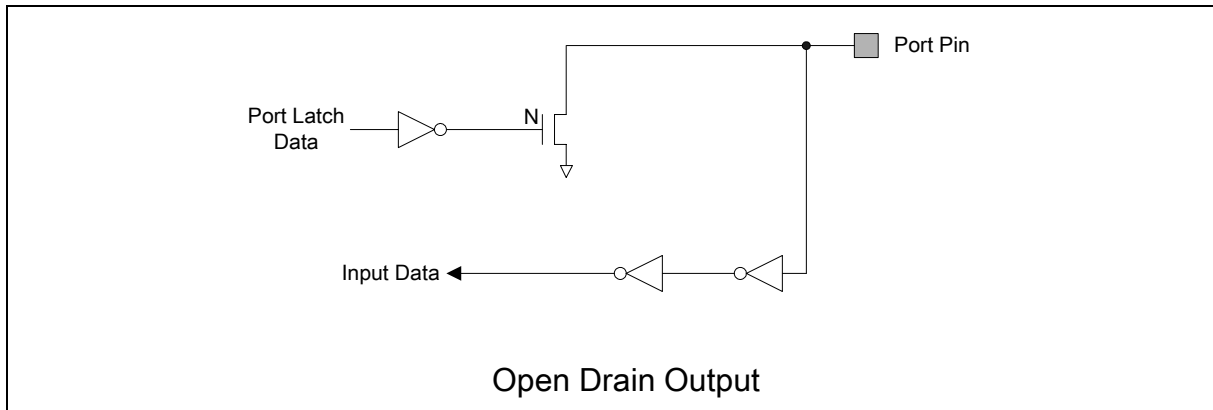 Port Pin
Port Latch
Data
N
Input Data
Open Drain Output